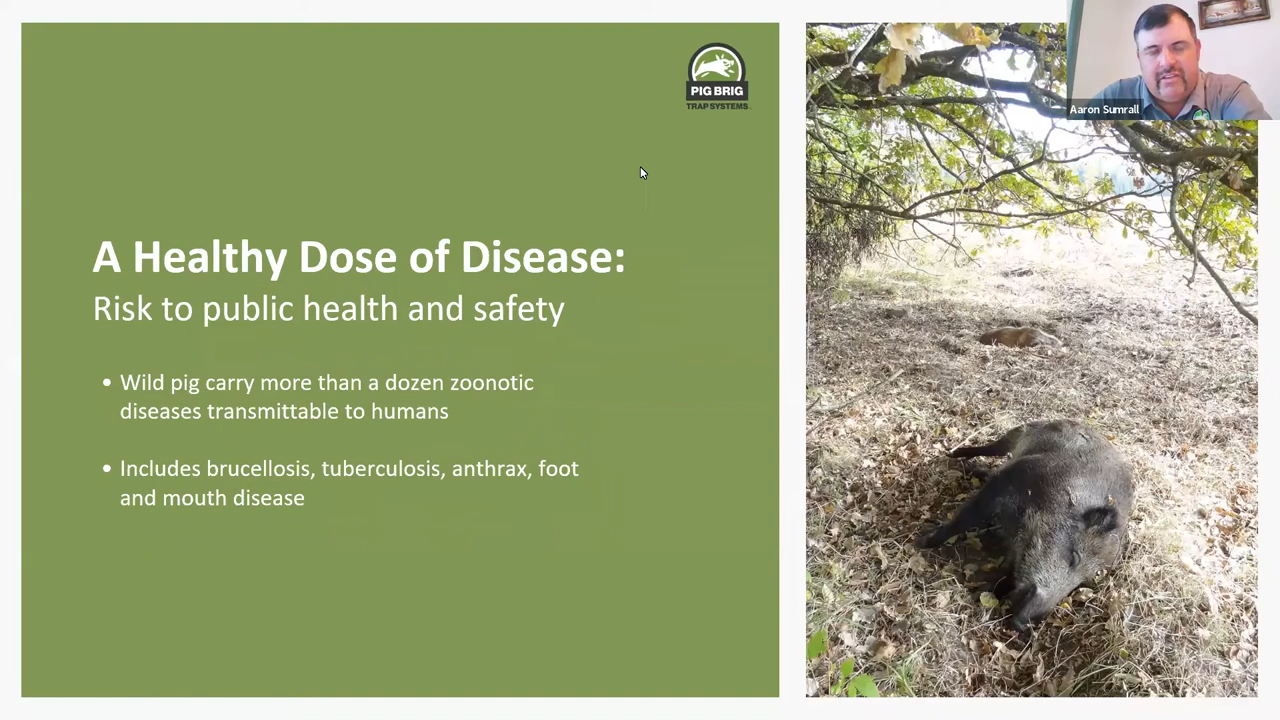 PIG BRIG
TRAP SYSTEMS
Aaron Sumrall
A Healthy Dose of Disease:
Risk to public health and safety
• Wild pig carry more than a dozen zoonotic
diseases transmittable to humans
• Includes brucellosis, tuberculosis, anthrax, foot
and mouth disease